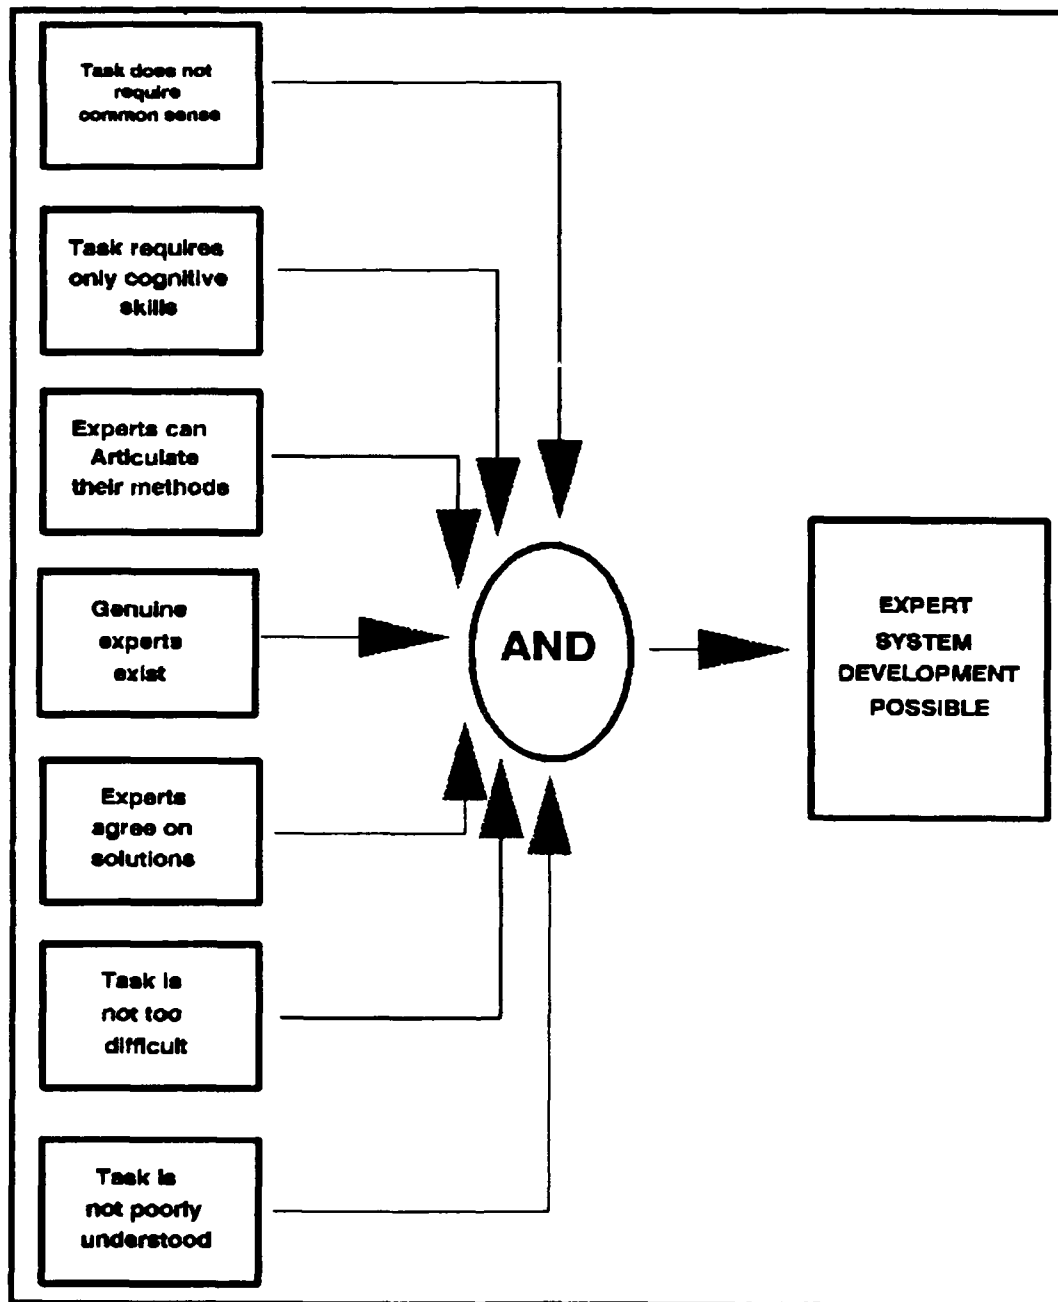 Task does not
require
common sense
Task requires
only cognitive
skills
Experts can
Articulate
their methods
Genuine
experts
exist
Experts
agree on
solutions
Task is
not too
difficult
Task is
not poorly
understood
AND
EXPERT
SYSTEM
DEVELOPMENT
POSSIBLE